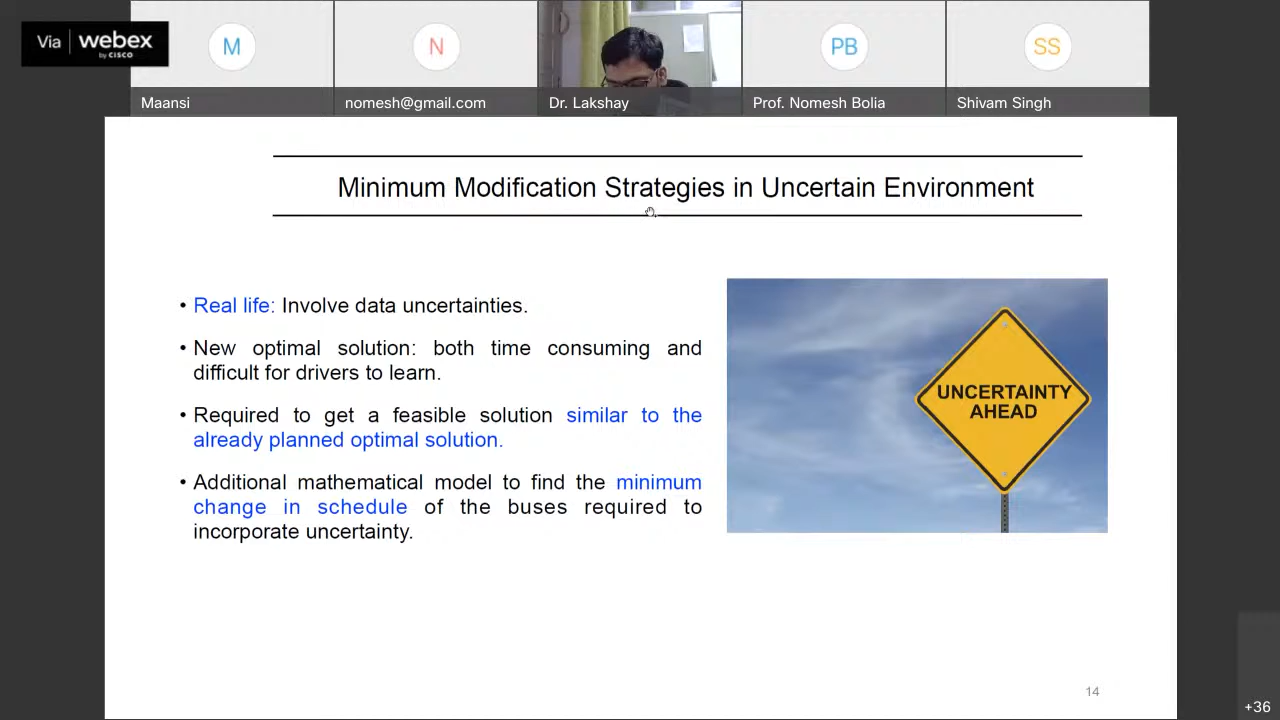 Via webex
by CISCO
M
N
PB
SS
Maansi
nomesh@gmail.com
Dr. Lakshay
Prof. Nomesh Bolia
Shivam Singh
Minimum Modification Strategies in Uncertain Environment
• Real life: Involve data uncertainties.
• New optimal solution: both time consuming and
difficult for drivers to learn.
• Required to get a feasible solution similar to the
already planned optimal solution.
• Additional mathematical model to find the minimum
change in schedule of the buses required to
incorporate uncertainty.
UNCERTAINTY
AHEAD
14
+36